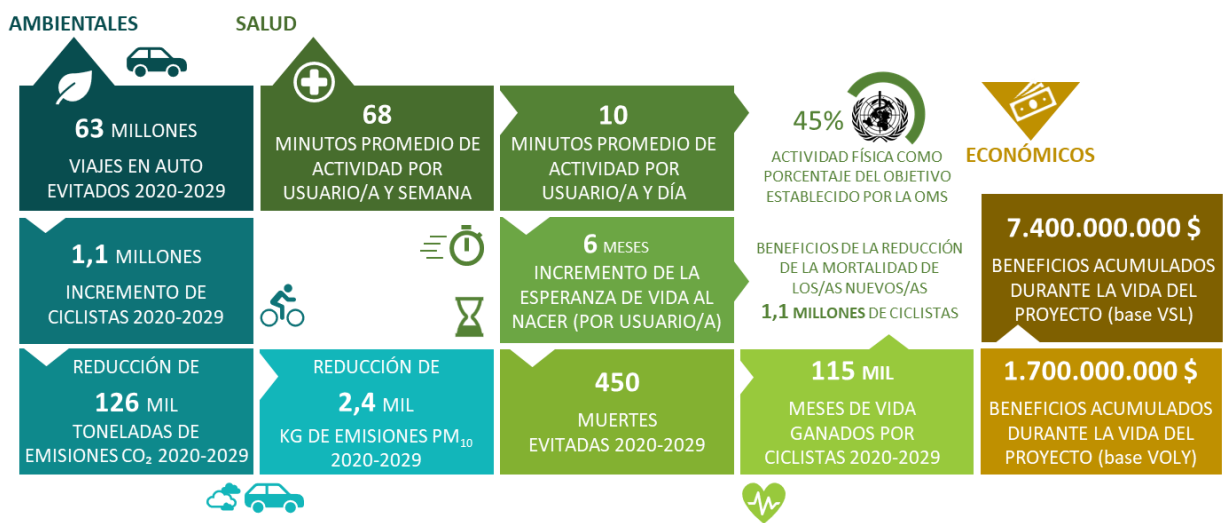 AMBIENTALES
63 MILLONES
VIAJES EN AUTO
EVITADOS 2020-2029
1,1 MILLONES
INCREMENTO DE
CICLISTAS 2020-2029
REDUCCIÓN DE
126 MIL
TONELADAS DE
EMISIONES CO₂ 2020-2029
REDUCCIÓN DE
2,4 MIL
KG DE EMISIONES PM₁₀
2020-2029
SALUD
68
MINUTOS PROMEDIO DE
ACTIVIDAD POR
USUARIO/A Y SEMANA
10
MINUTOS PROMEDIO DE
ACTIVIDAD POR
USUARIO/A Y DÍA
45%
ACTIVIDAD FÍSICA COMO
PORCENTAJE DEL OBJETIVO
ESTABLECIDO POR LA OMS
6 MESES
INCREMENTO DE LA
ESPERANZA DE VIDA AL
NACER (POR USUARIO/A)
BENEFICIOS DE LA REDUCCIÓN
DE LA MORTALIDAD DE
LOS/AS NUEVOS/AS
1,1 MILLONES DE CICLISTAS
450
MUERTES
EVITADAS 2020-2029
115 MIL
MESES DE VIDA
GANADOS POR
CICLISTAS 2020-2029
ECONÓMICOS
7.400.000.000 $
BENEFICIOS ACUMULADOS
DURANTE LA VIDA DEL
PROYECTO (base VSL)
1.700.000.000 $
BENEFICIOS ACUMULADOS
DURANTE LA VIDA DEL
PROYECTO (base VOLY)